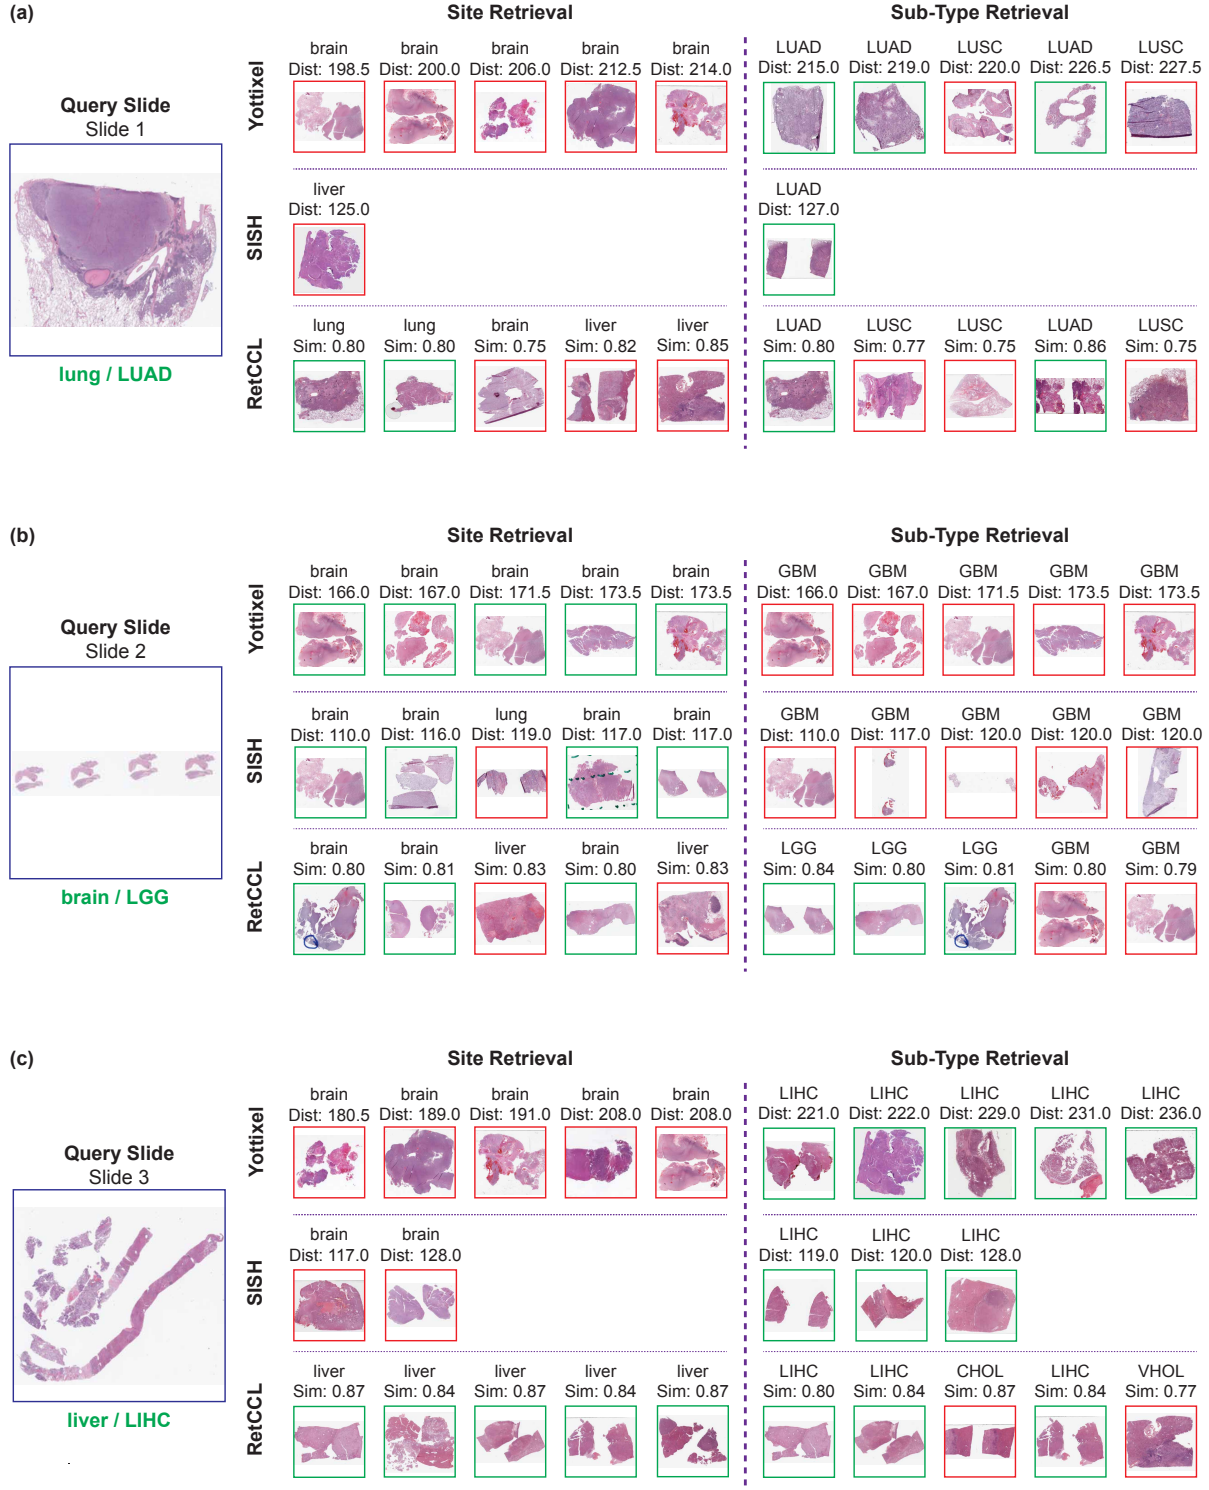 (a)
Site Retrieval
Sub-Type Retrieval
Query Slide
Slide 1
lung / LUAD
Yottixel
brain brain brain brain brain
Dist: 198.5 Dist: 200.0 Dist: 206.0 Dist: 212.5 Dist: 214.0
LUAD LUAD LUSC LUAD LUSC
Dist: 215.0 Dist: 219.0 Dist: 220.0 Dist: 226.5 Dist: 227.5
SISH
liver
Dist: 125.0
LUAD
Dist: 127.0
RetCCL
lung lung brain liver liver
Sim: 0.80 Sim: 0.80 Sim: 0.75 Sim: 0.82 Sim: 0.85
LUAD LUSC LUSC LUAD LUSC
Sim: 0.80 Sim: 0.77 Sim: 0.75 Sim: 0.86 Sim: 0.75
(b)
Site Retrieval
Sub-Type Retrieval
Query Slide
Slide 2
brain / LGG
Yottixel
brain brain brain brain brain
Dist: 166.0 Dist: 167.0 Dist: 171.5 Dist: 173.5 Dist: 173.5
GBM GBM GBM GBM GBM
Dist: 166.0 Dist: 167.0 Dist: 171.5 Dist: 173.5 Dist: 173.5
SISH
brain brain lung brain brain
Dist: 110.0 Dist: 116.0 Dist: 119.0 Dist: 117.0 Dist: 117.0
GBM GBM GBM GBM GBM
Dist: 110.0 Dist: 117.0 Dist: 120.0 Dist: 120.0 Dist: 120.0
RetCCL
brain brain liver brain liver
Sim: 0.80 Sim: 0.81 Sim: 0.83 Sim: 0.80 Sim: 0.83
LGG LGG LGG GBM GBM
Sim: 0.84 Sim: 0.80 Sim: 0.81 Sim: 0.80 Sim: 0.79
(c)
Site Retrieval
Sub-Type Retrieval
Query Slide
Slide 3
liver / LIHC
Yottixel
brain brain brain brain brain
Dist: 180.5 Dist: 189.0 Dist: 191.0 Dist: 208.0 Dist: 208.0
LIHC LIHC LIHC LIHC LIHC
Dist: 221.0 Dist: 222.0 Dist: 229.0 Dist: 231.0 Dist: 236.0
SISH
brain brain
Dist: 117.0 Dist: 128.0
LIHC LIHC LIHC
Dist: 119.0 Dist: 120.0 Dist: 128.0
RetCCL
liver liver liver liver liver
Sim: 0.87 Sim: 0.84 Sim: 0.87 Sim: 0.84 Sim: 0.87
LIHC LIHC CHOL LIHC VHOL
Sim: 0.80 Sim: 0.84 Sim: 0.87 Sim: 0.84 Sim: 0.77